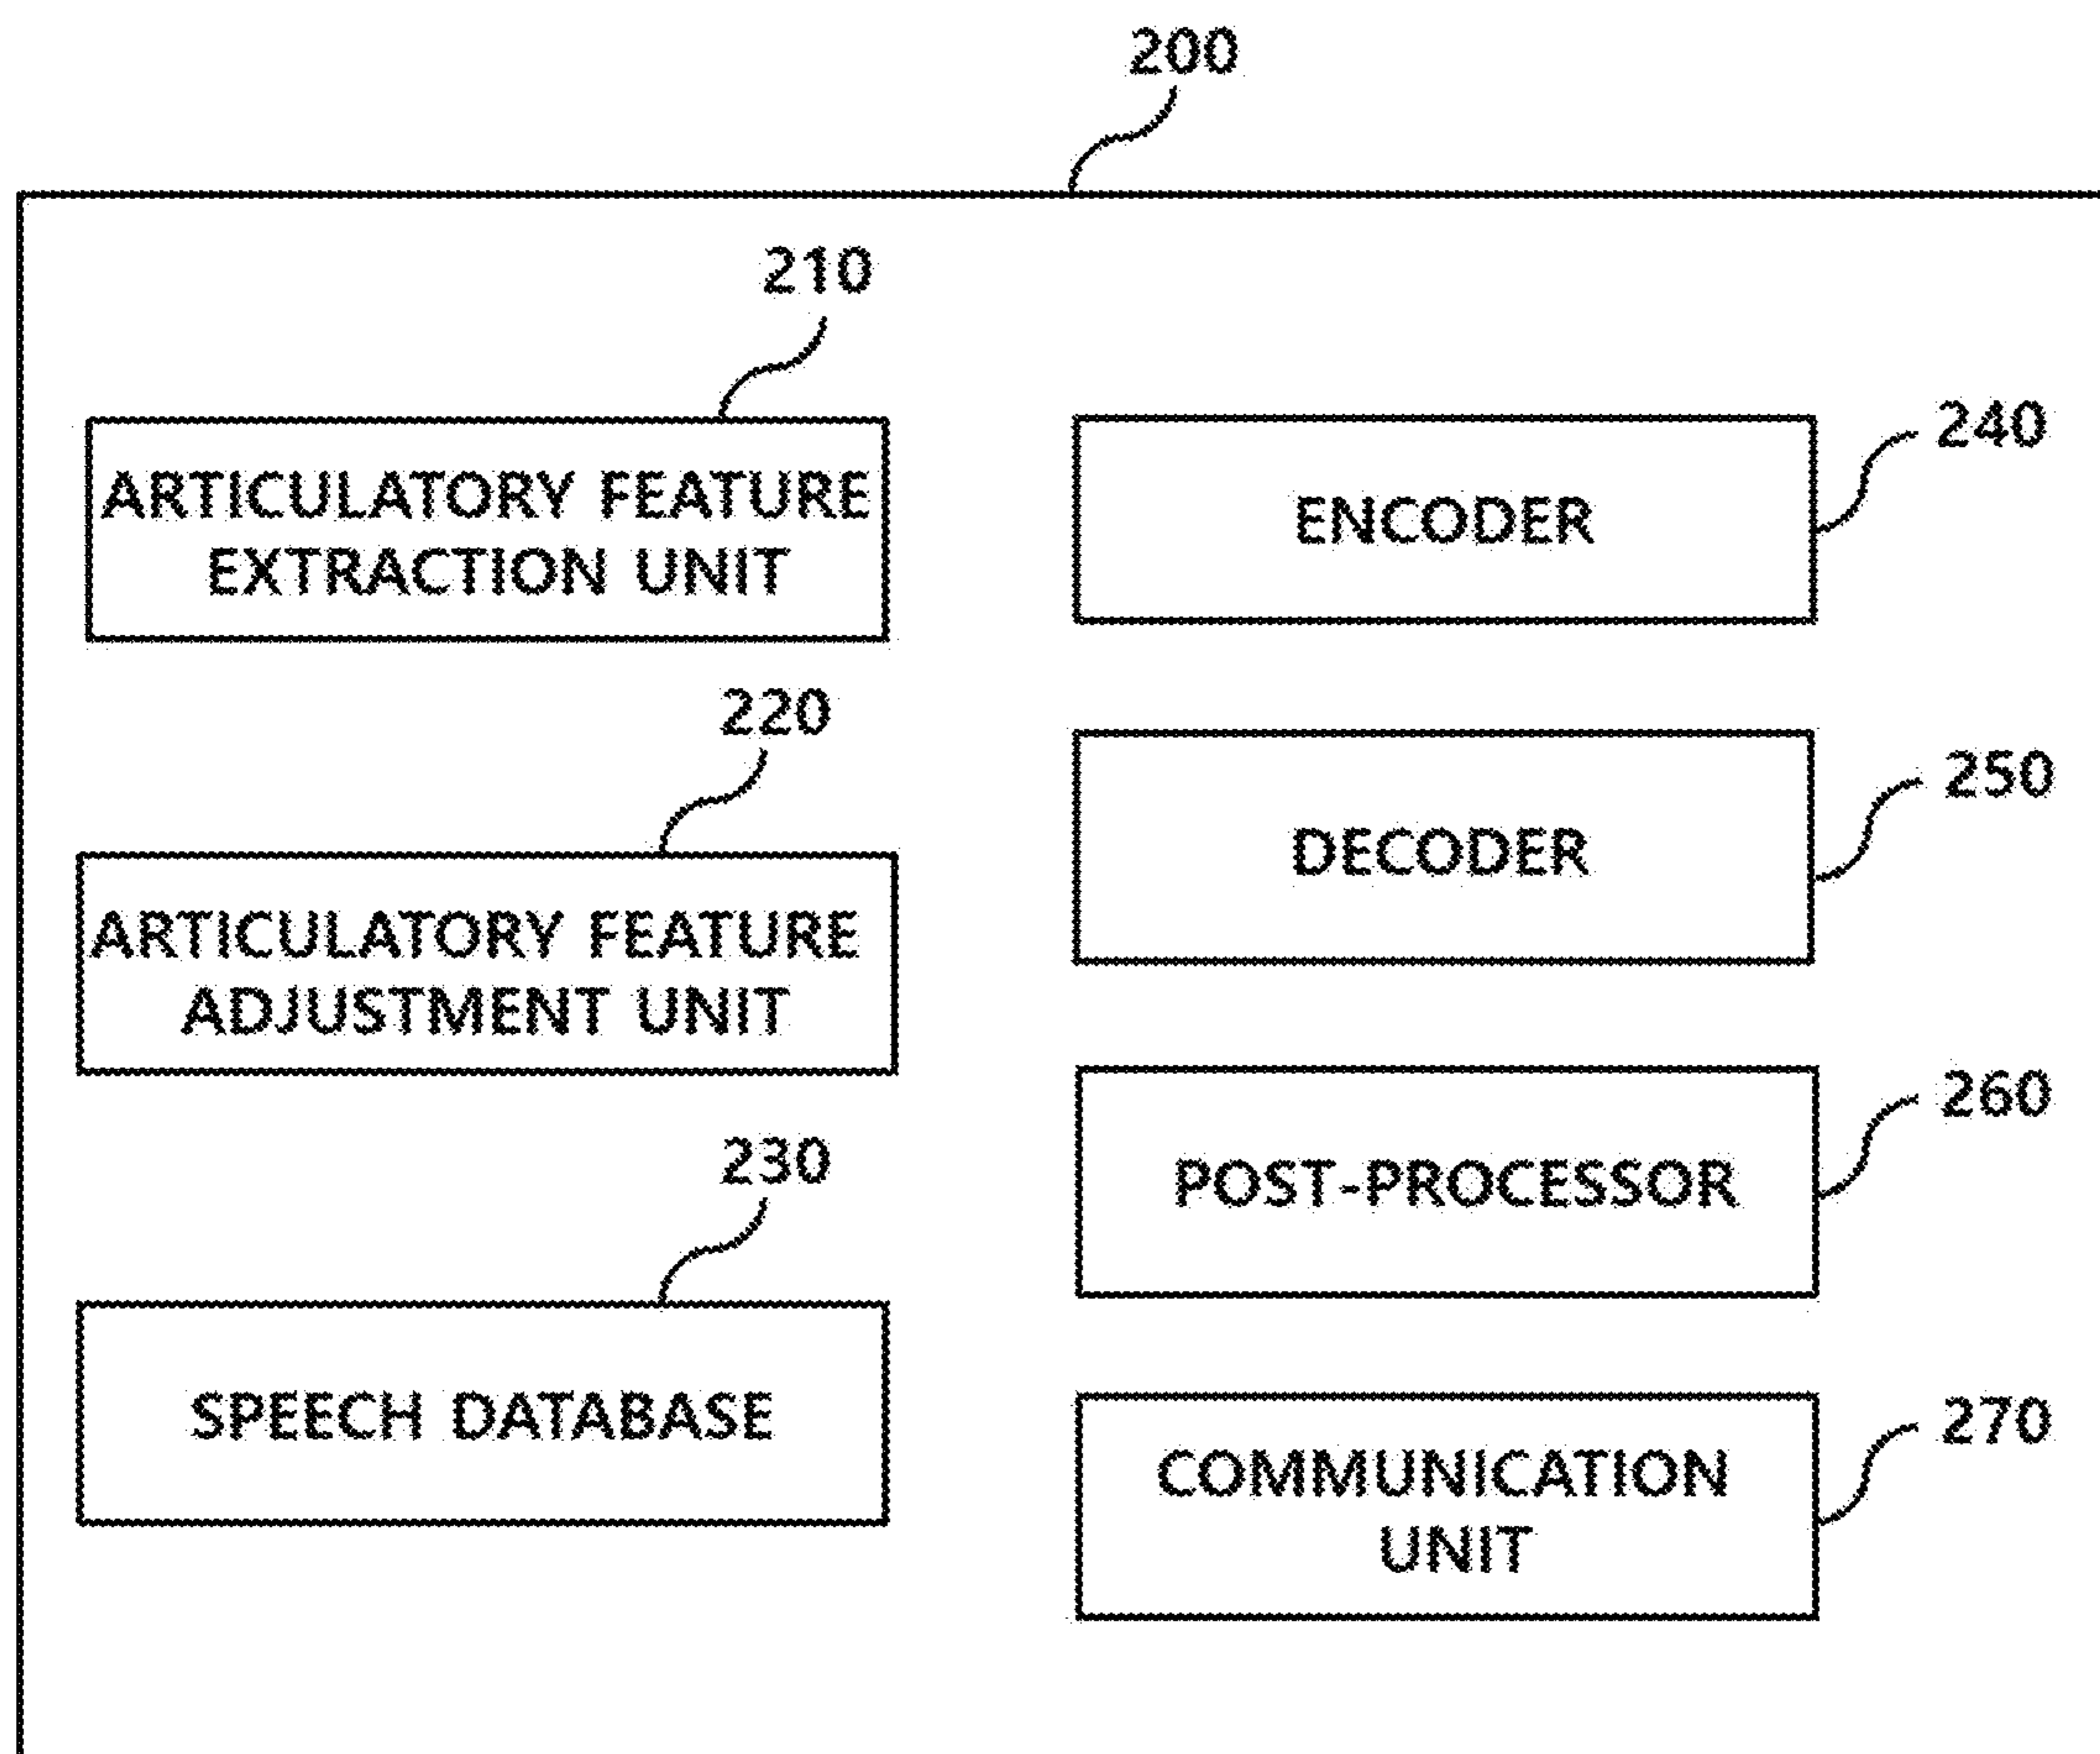 200
210
ARTICULATORY FEATURE
EXTRACTION UNIT
220
ARTICULATORY FEATURE
ADJUSTMENT UNIT
230
SPEECH DATABASE
240
ENCODER
250
DECODER
260
POST-PROCESSOR
270
COMMUNICATION
UNIT